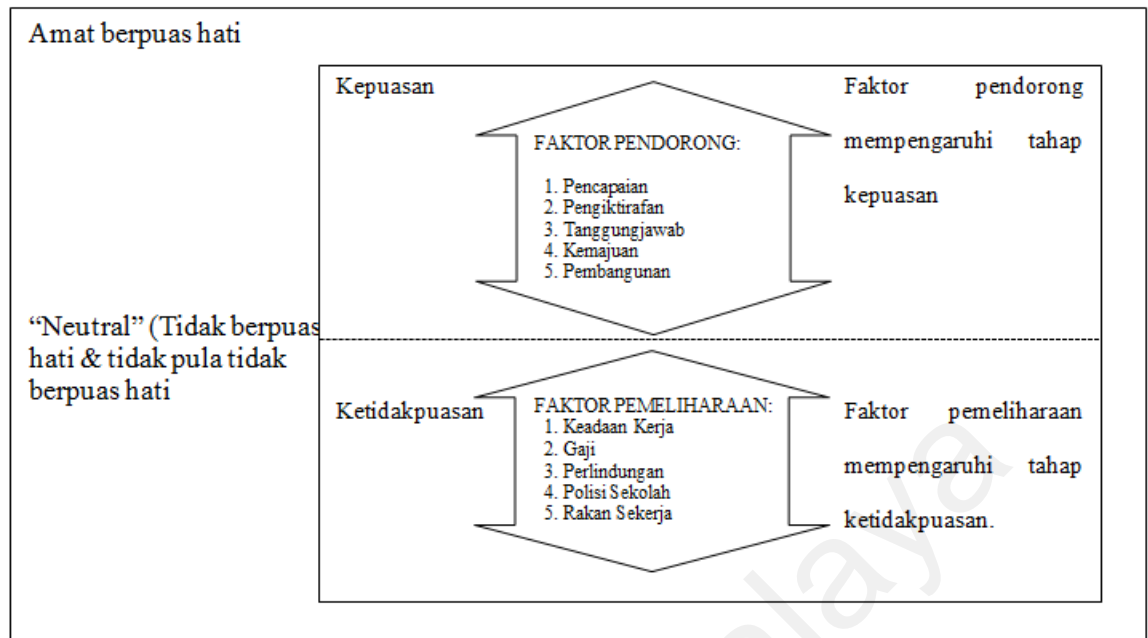 Amat berpuas hati
Kepuasan
FAKTOR PENDORONG:
1. Pencapaian
2. Pengiktirafan
3. Tanggungjawab
4. Kemajuan
5. Pembangunan
Faktor pendorong
mempengaruhi tahap
kepuasan
“Neutral” (Tidak berpuas
hati & tidak pula tidak
berpuas hati
Ketidakpuasan
FAKTOR PEMELIHARAAN:
1. Keadaan Kerja
2. Gaji
3. Perlindungan
4. Polisi Sekolah
5. Rakan Sekerja
Faktor pemeliharaan
mempengaruhi tahap
ketidakpuasan.